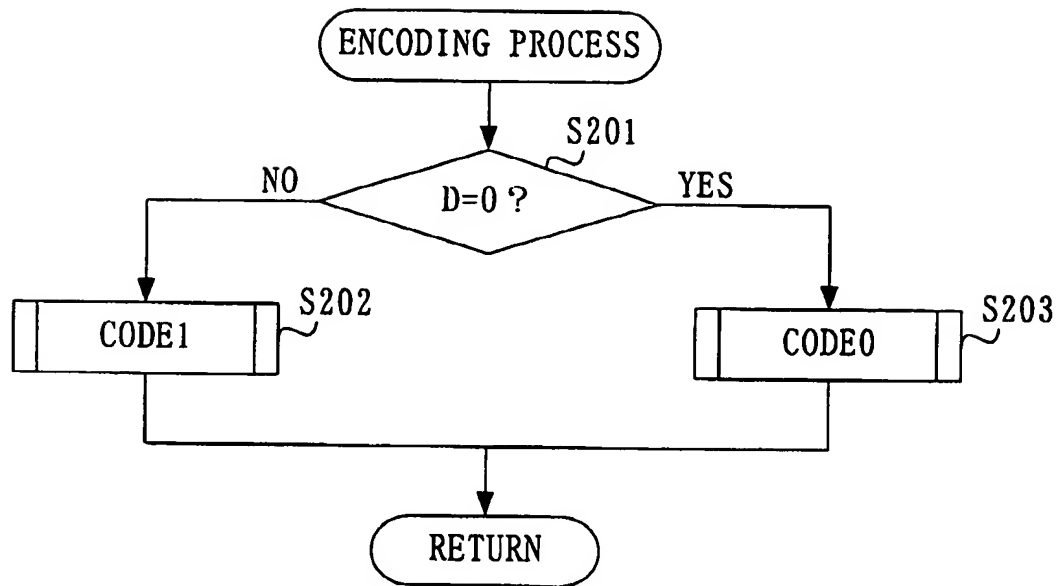 ENCODING PROCESS
S201
NO
D=0?
YES
CODE1
S202
CODE0
S203
RETURN